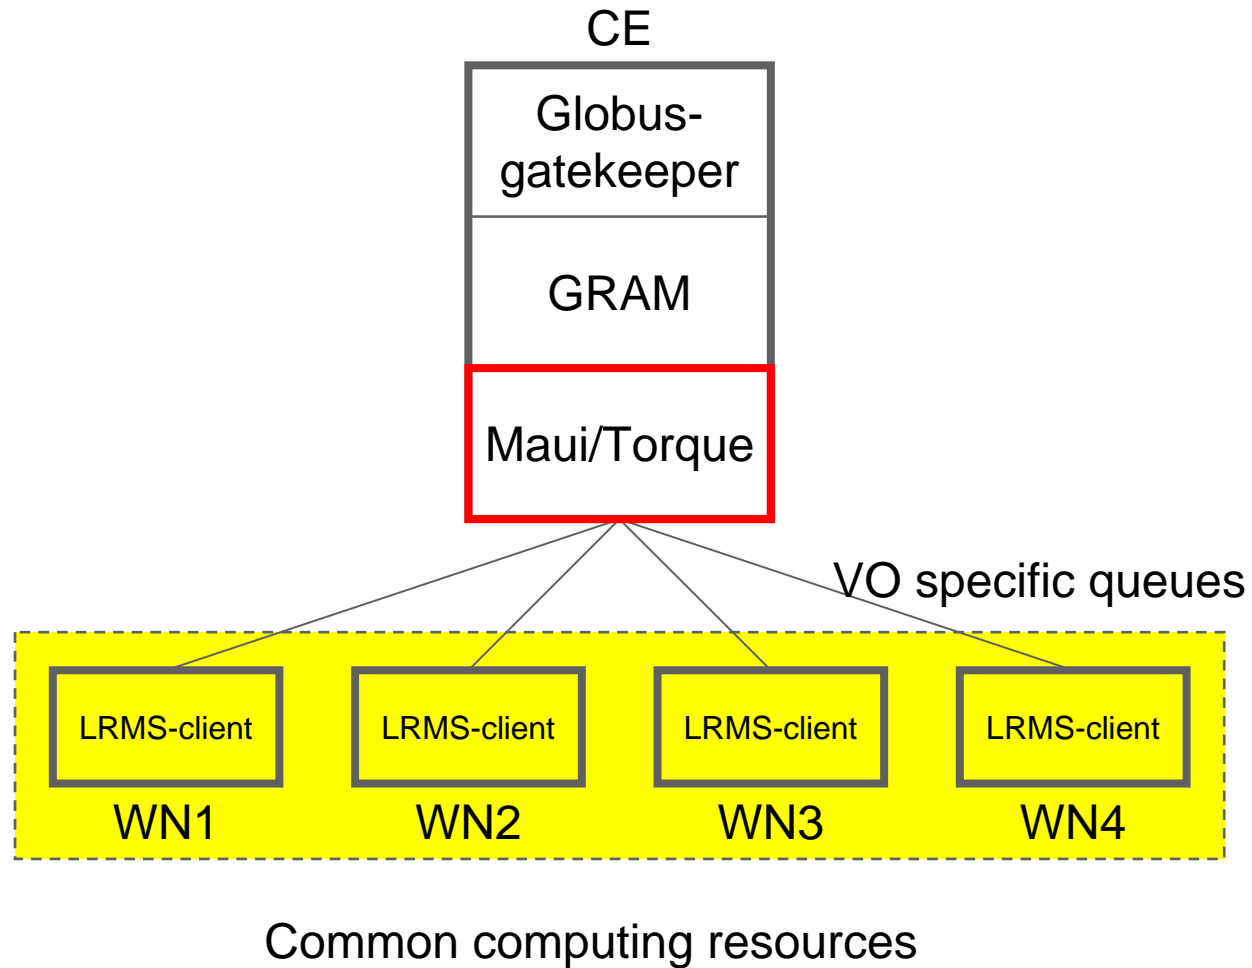 CE
Globus-
gatekeeper
GRAM
Maui/Torque
VO specific queues
LRMS-client
LRMS-client
LRMS-client
LRMS-client
WN1
WN2
WN3
WN4
Common computing resources